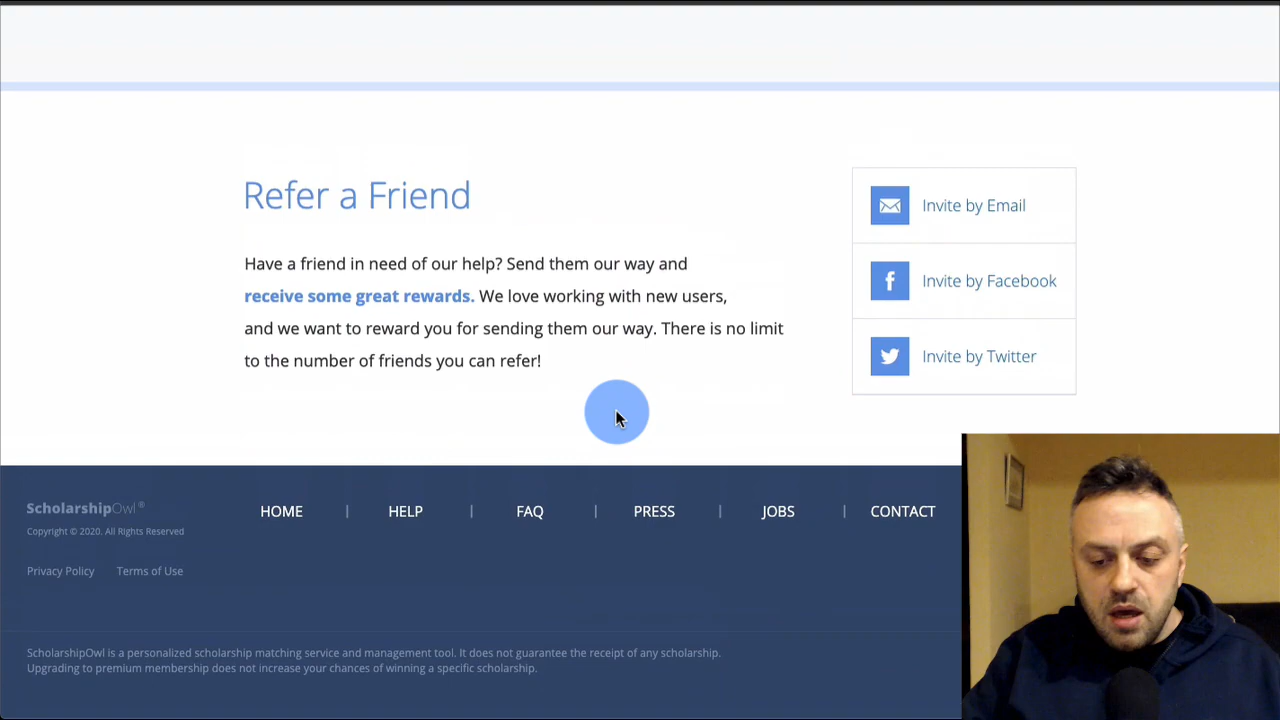 Refer a Friend
Have a friend in need of our help? Send them our way and
receive some great rewards. We love working with new users,
and we want to reward you for sending them our way. There is no limit
to the number of friends you can refer!
Invite by Email
Invite by Facebook
Invite by Twitter
ScholarshipOwl®
Copyright © 2020. All Rights Reserved
Privacy Policy Terms of Use
HOME | HELP | FAQ | PRESS | JOBS | CONTACT
ScholarshipOwl is a personalized scholarship matching service and management tool. It does not guarantee the receipt of any scholarship.
Upgrading to premium membership does not increase your chances of winning a specific scholarship.